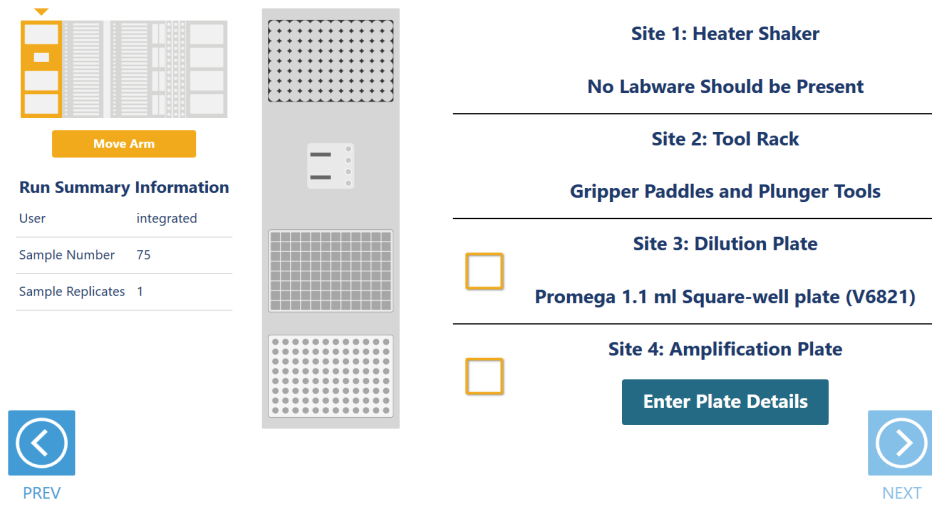 Move Arm
Run Summary Information
User integrated
Sample Number 75
Sample Replicates 1
PREV
Site 1: Heater Shaker
No Labware Should be Present
Site 2: Tool Rack
Gripper Paddles and Plunger Tools
Site 3: Dilution Plate
Promega 1.1 ml Square-well plate (V6821)
Site 4: Amplification Plate
Enter Plate Details
NEXT